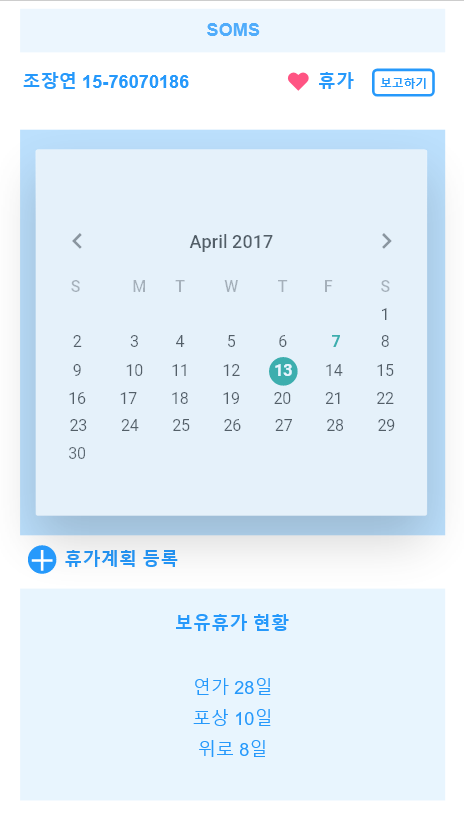 SOMS
조장연 15-76070186 휴가 보고하기
April 2017
S M T W T F S
1
2 3 4 5 6 7 8
9 10 11 12 13 14 15
16 17 18 19 20 21 22
23 24 25 26 27 28 29
30
휴가계획 등록
보유휴가 현황
연가 28일
포상 10일
위로 8일